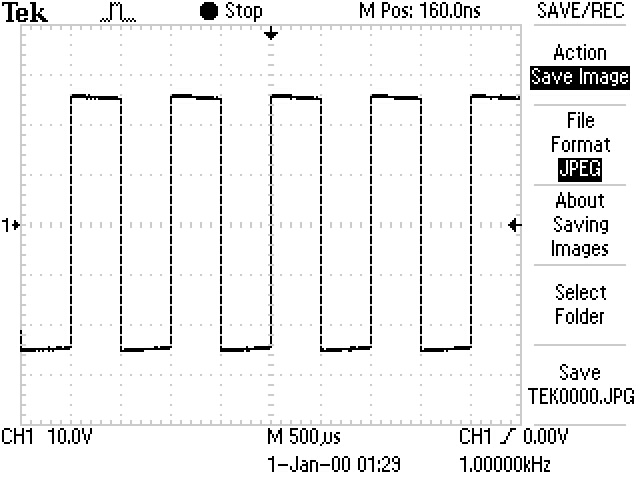 Tek Stop M Pos: 160.0ns SAVE/REC
Action
Save Image
File
Format
JPEG
About
Saving
Images
Select
Folder
Save
TEK0000.JPG
1
CH1 10.0V M 500µs CH1 0.00V
1-Jan-00 01:29 1.00000kHz